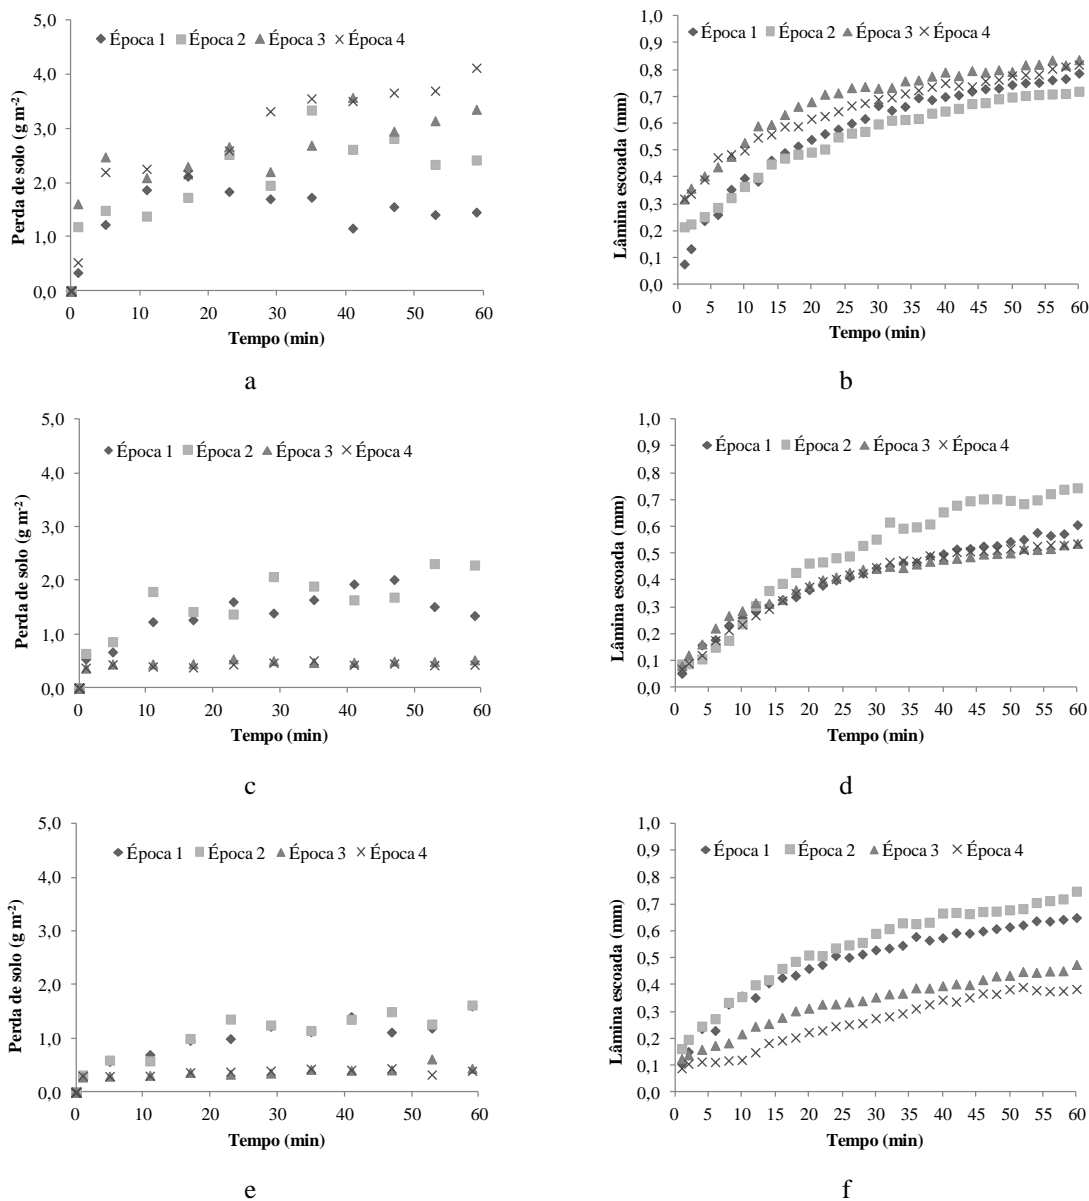 5,0
4,0
3,0
2,0
1,0
0,0
Perda de solo (g m⁻²)
Época 1 Época 2 Época 3 Época 4
0 10 20 30 40 50 60
Tempo (min)
a
1,0
0,9
0,8
0,7
0,6
0,5
0,4
0,3
0,2
0,1
0,0
Lâmina escoada (mm)
Época 1 Época 2 Época 3 Época 4
0 5 10 15 20 25 30 35 40 45 50 55 60
Tempo (min)
b
5,0
4,0
3,0
2,0
1,0
0,0
Perda de solo (g m⁻²)
Época 1 Época 2 Época 3 Época 4
0 10 20 30 40 50 60
Tempo (min)
c
1,0
0,9
0,8
0,7
0,6
0,5
0,4
0,3
0,2
0,1
0,0
Lâmina escoada (mm)
Época 1 Época 2 Época 3 Época 4
0 5 10 15 20 25 30 35 40 45 50 55 60
Tempo (min)
d
5,0
4,0
3,0
2,0
1,0
0,0
Perda de solo (g m⁻²)
Época 1 Época 2 Época 3 Época 4
0 10 20 30 40 50 60
Tempo (min)
e
1,0
0,9
0,8
0,7
0,6
0,5
0,4
0,3
0,2
0,1
0,0
Lâmina escoada (mm)
Época 1 Época 2 Época 3 Época 4
0 5 10 15 20 25 30 35 40 45 50 55 60
Tempo (min)
f